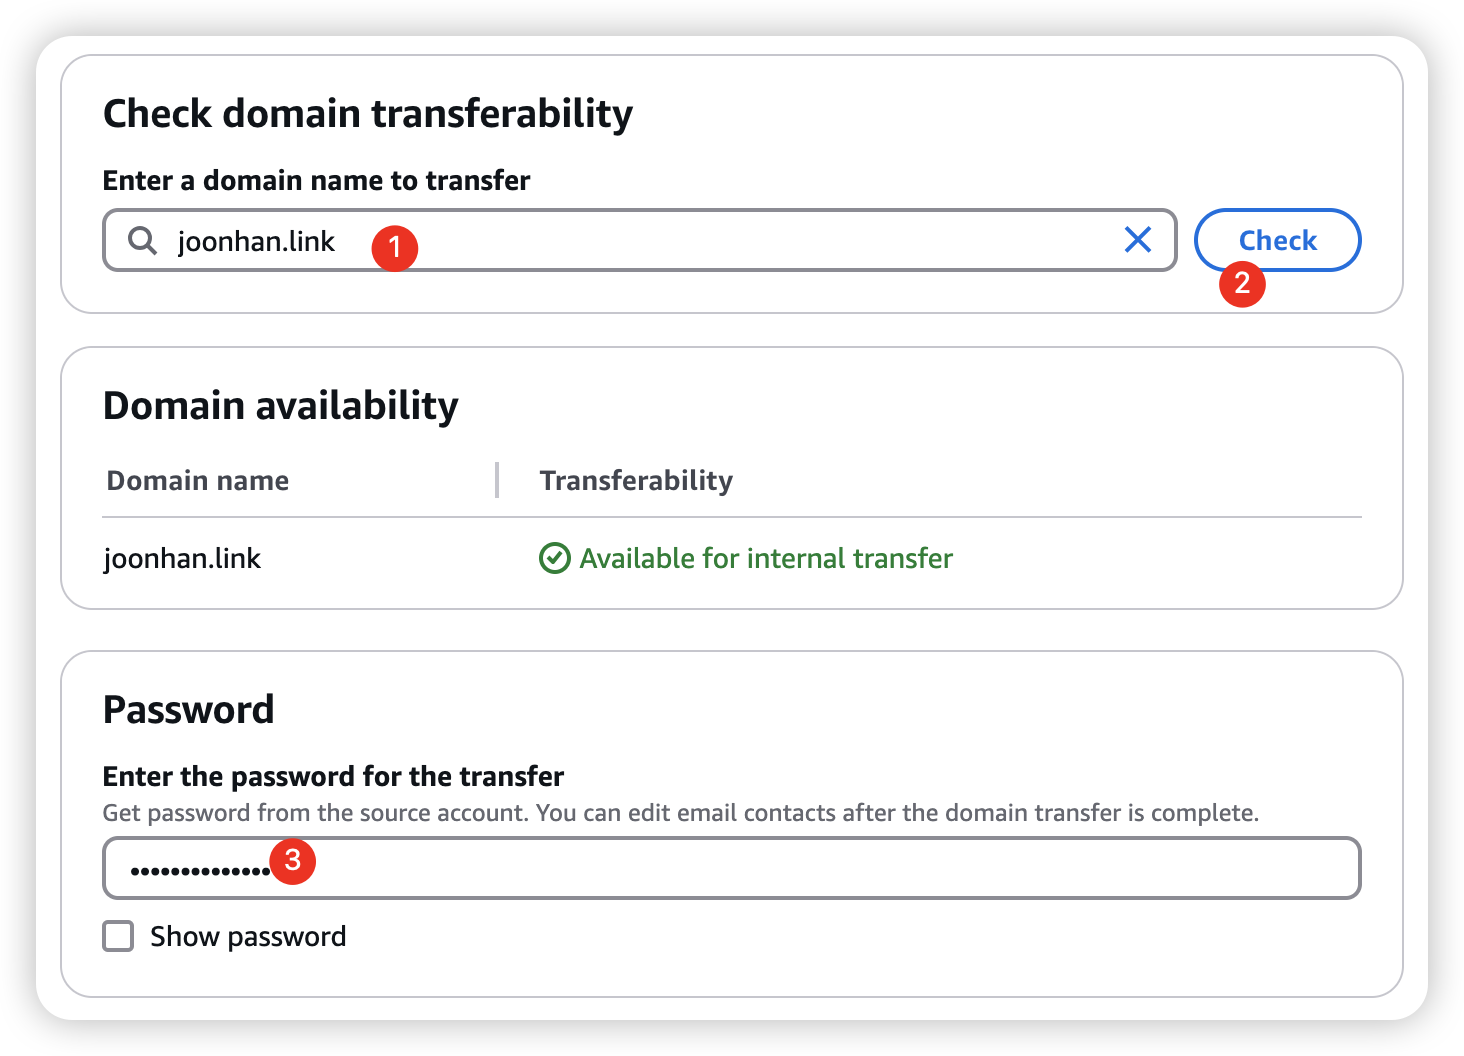 Check domain transferability
Enter a domain name to transfer
joonhan.link 1 Check
2
Domain availability
Domain name Transferability
joonhan.link Available for internal transfer
Password
Enter the password for the transfer
Get password from the source account. You can edit email contacts after the domain transfer is complete.
•••••••••••••• 3
Show password